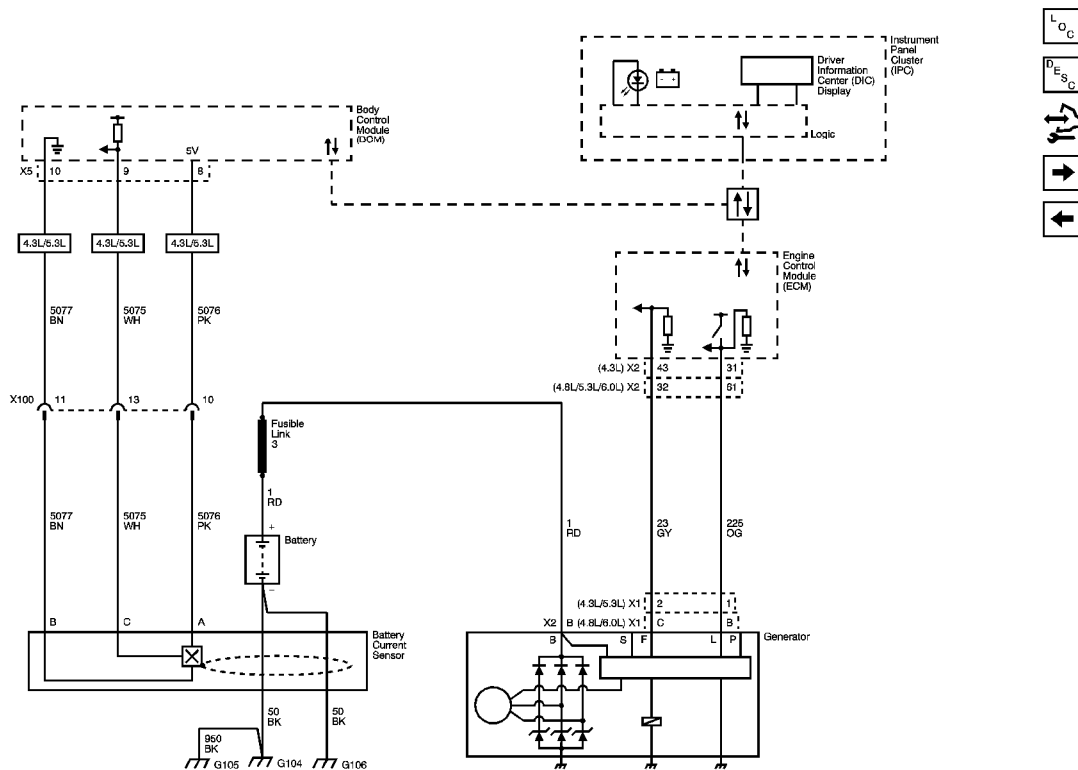 L O C
D E S C
Instrument
Panel
Cluster
(IPC)
Driver
Information
Center (DIC)
Display
- +
Logic
Body
Control
Module
(DOM)
5V
X5 10 9 8
4.3L/5.3L 4.3L/5.3L 4.3L/5.3L
Engine
Control
Module
(ECM)
5077
BN
5075
WH
5076
PK
(4.3L) X2 43 31
(4.8L/5.3L/6.0L) X2 32 61
X100 11 13 10
Fusible
Link
3
1
RD
5077
BN
5075
WH
5076
PK
+
Battery
-
1
RD
23
GY
225
OG
(4.3L/5.3L) X1 2 1
X2 B (4.8L/6.0L) X1 C B
B C A
Battery
Current
Sensor
B S F L P
Generator
50
BK
50
BK
950
BK
G105 G104 G106